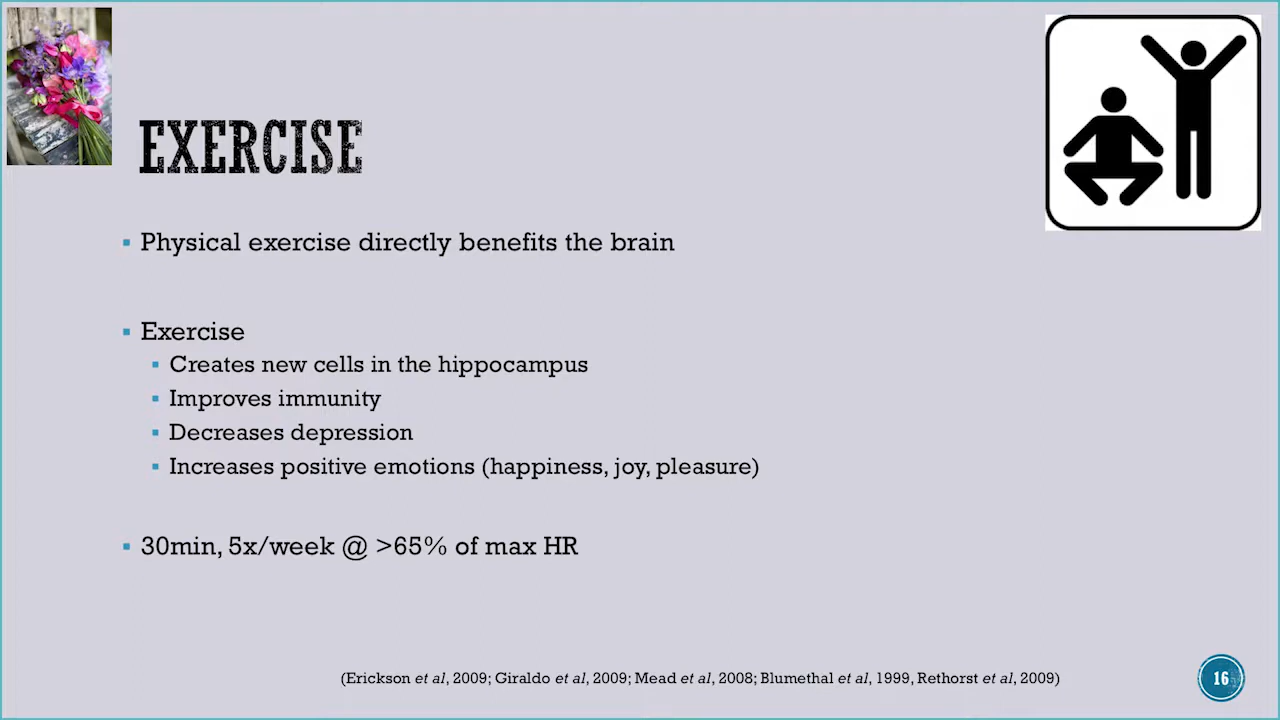 EXERCISE
Physical exercise directly benefits the brain
Exercise
Creates new cells in the hippocampus
Improves immunity
Decreases depression
Increases positive emotions (happiness, joy, pleasure)
30min, 5x/week @ >65% of max HR
(Erickson et al, 2009; Giraldo et al, 2009; Mead et al, 2008; Blumethal et al, 1999, Rethorst et al, 2009)
16